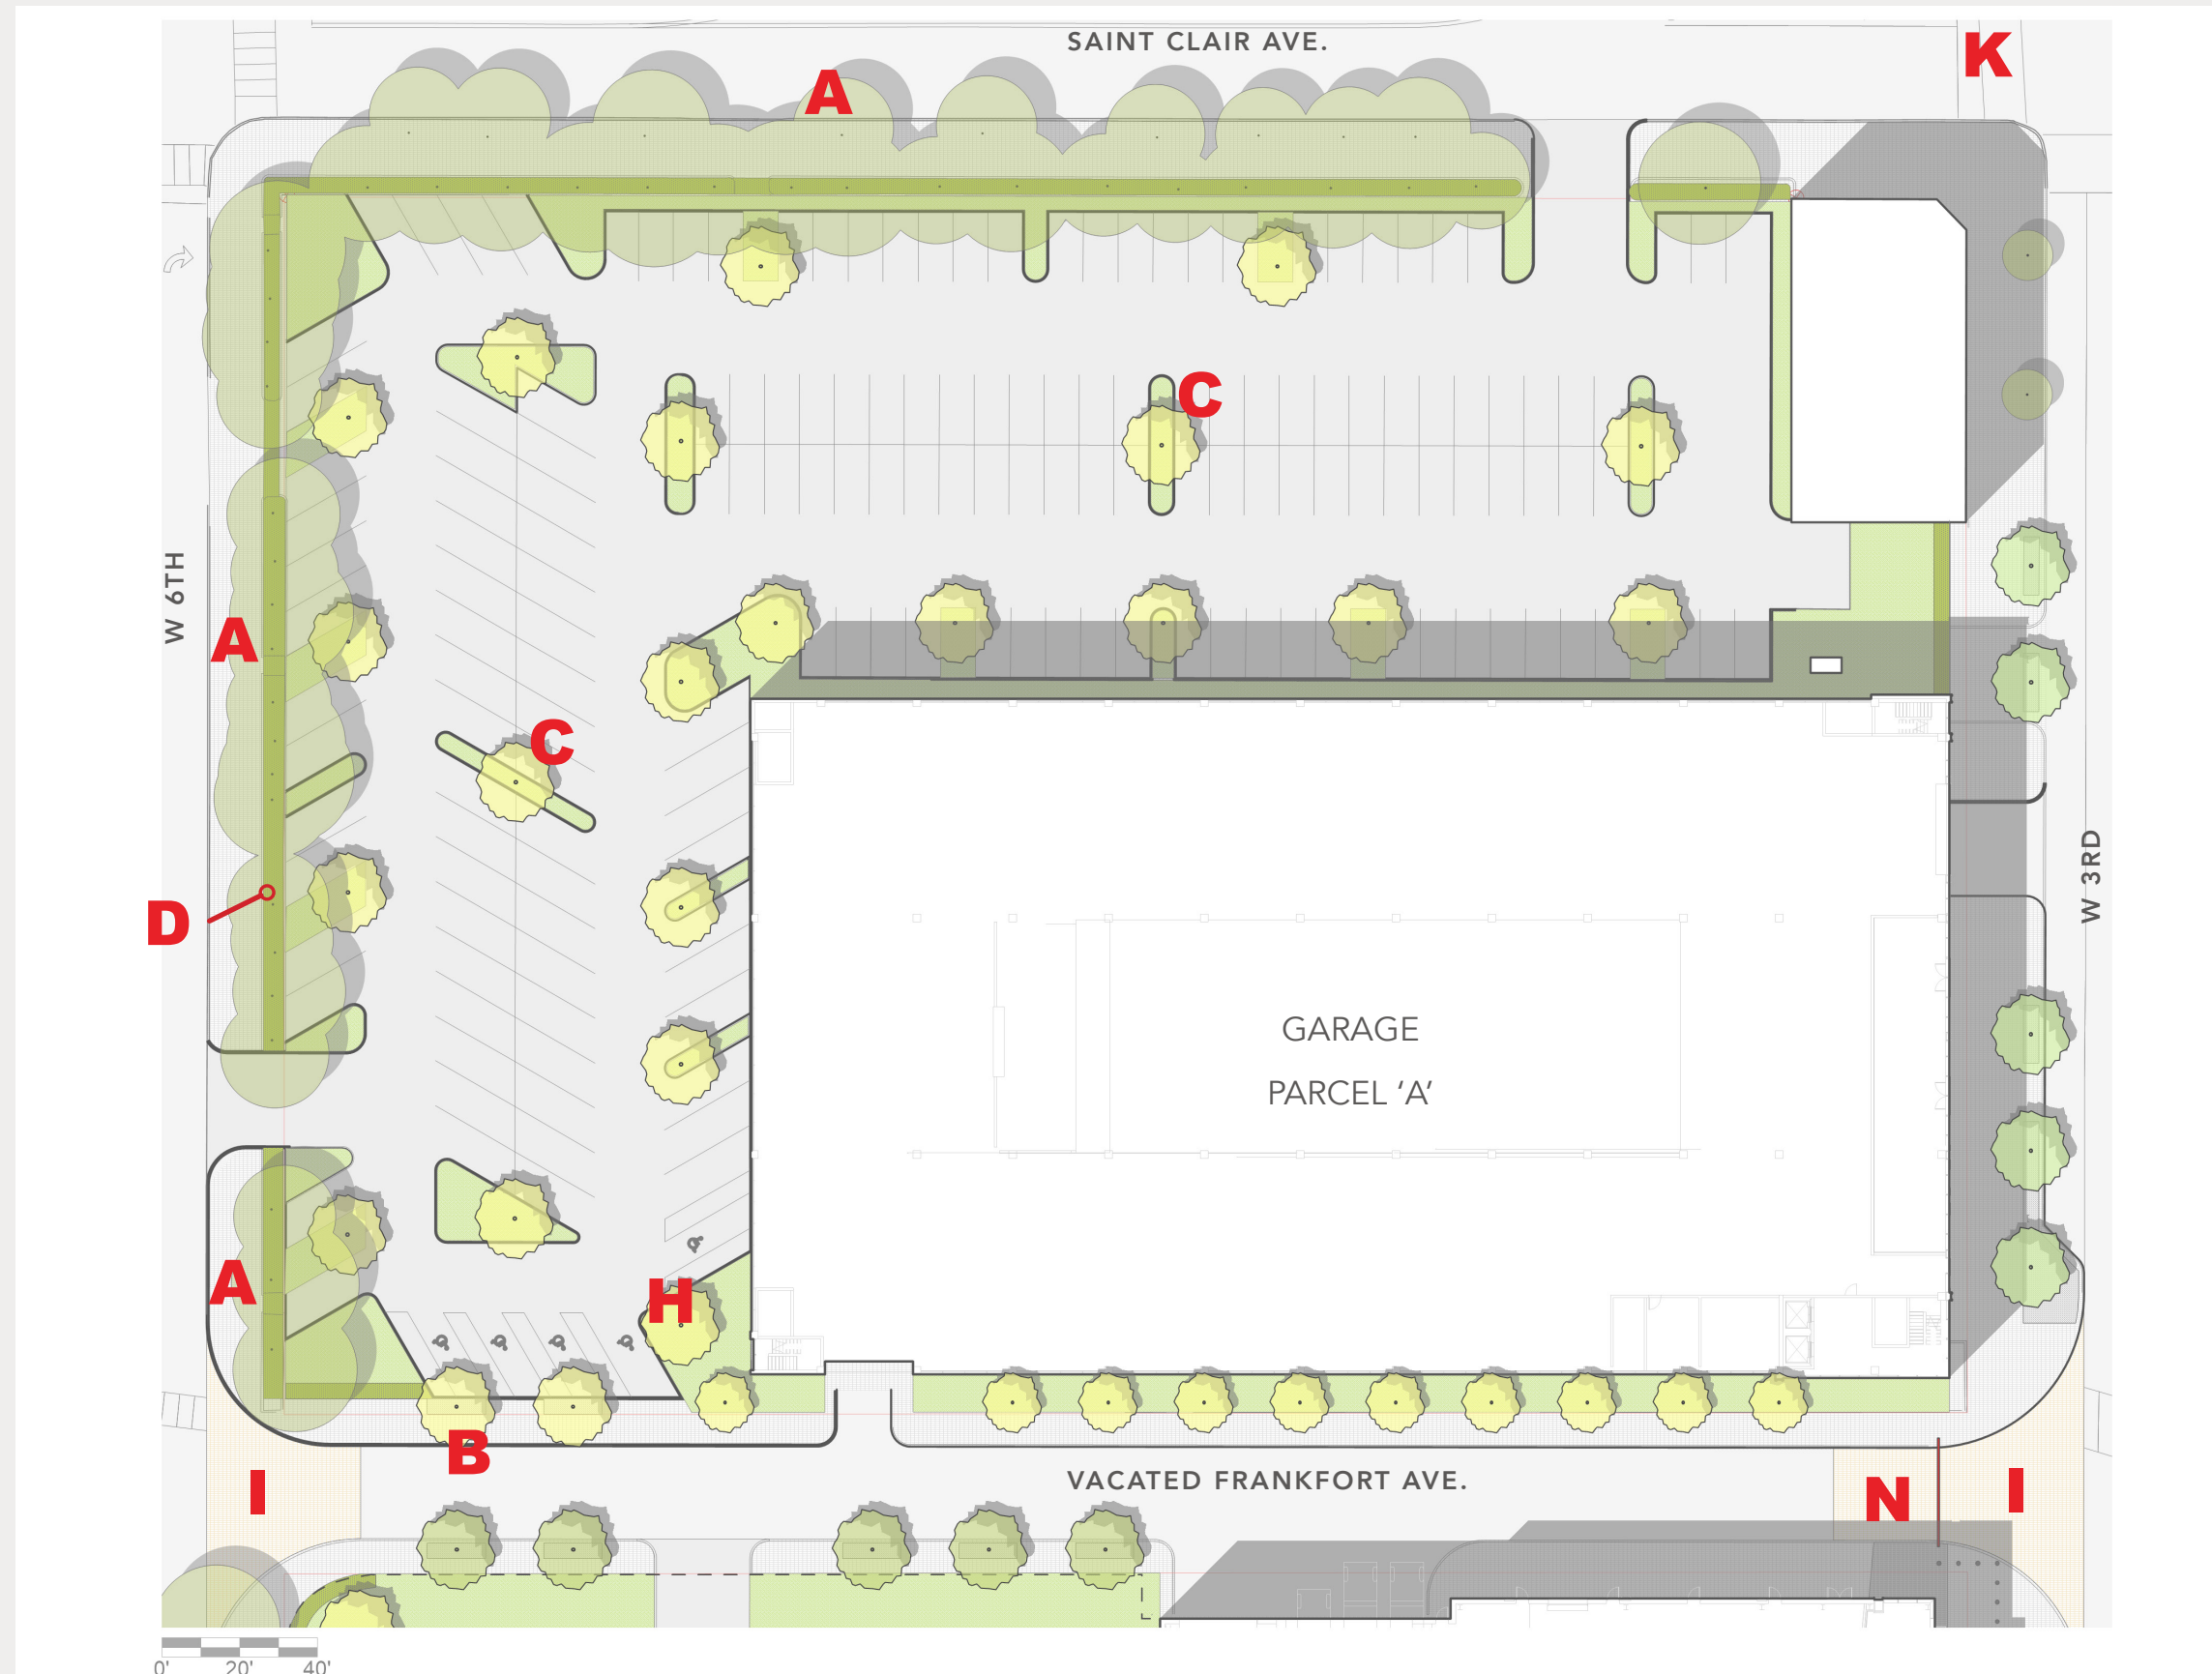 SAINT CLAIR AVE.
K
A
C
W 6TH
A
C
W 3RD
D
GARAGE
PARCEL ‘A’
A
H
B
VACATED FRANKFORT AVE.
I
N
I
0' 20' 40'